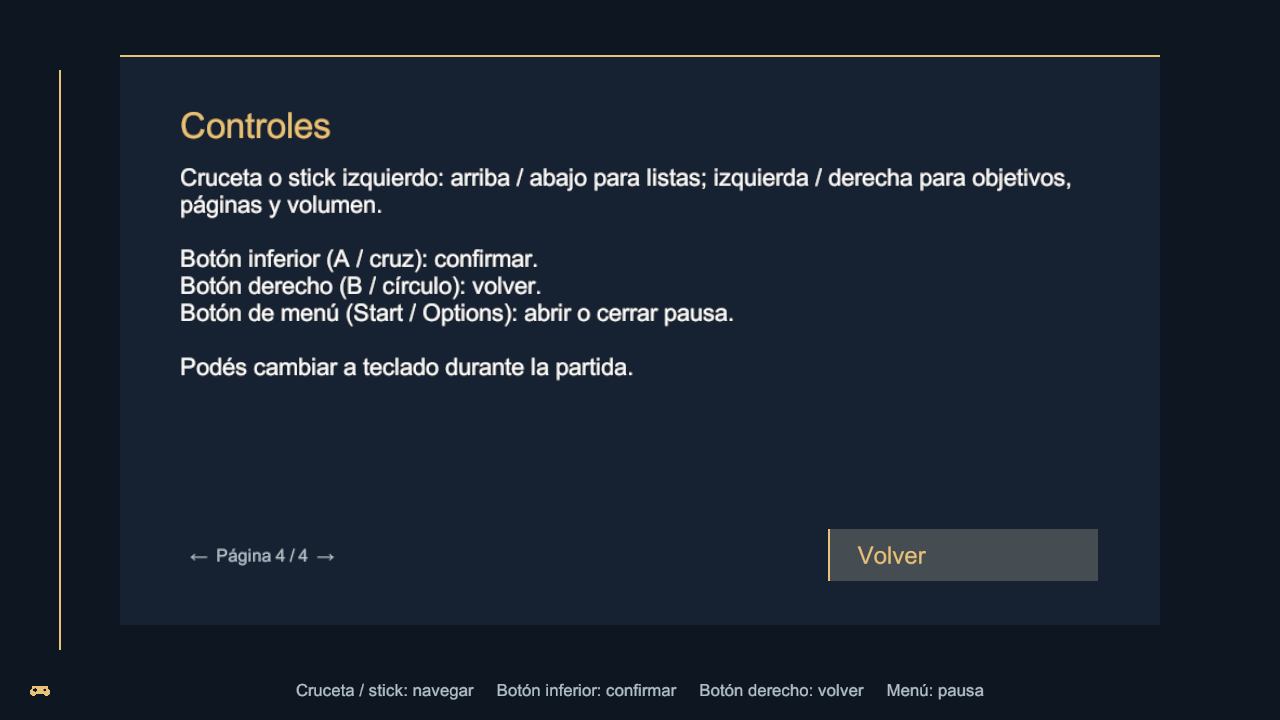 Controles
Cruceta o stick izquierdo: arriba / abajo para listas; izquierda / derecha para objetivos,
páginas y volumen.
Botón inferior (A / cruz): confirmar.
Botón derecho (B / círculo): volver.
Botón de menú (Start / Options): abrir o cerrar pausa.
Podés cambiar a teclado durante la partida.
← Página 4 / 4 →
Volver
Cruceta / stick: navegar Botón inferior: confirmar Botón derecho: volver Menú: pausa